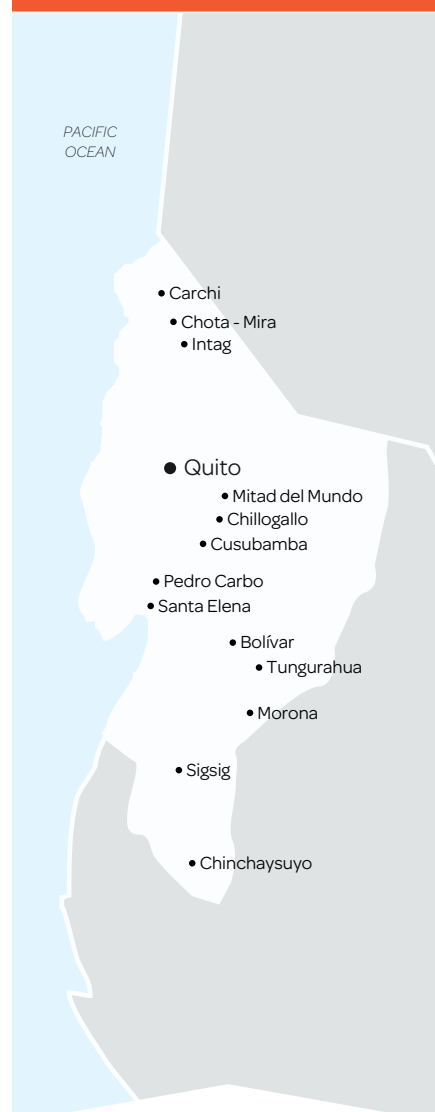 PACIFIC
OCEAN
Carchi
Chota - Mira
Intag
Quito
Mitad del Mundo
Chillogallo
Cusubamba
Pedro Carbo
Santa Elena
Bolívar
Tungurahua
Morona
Sigsig
Chinchaysuyo